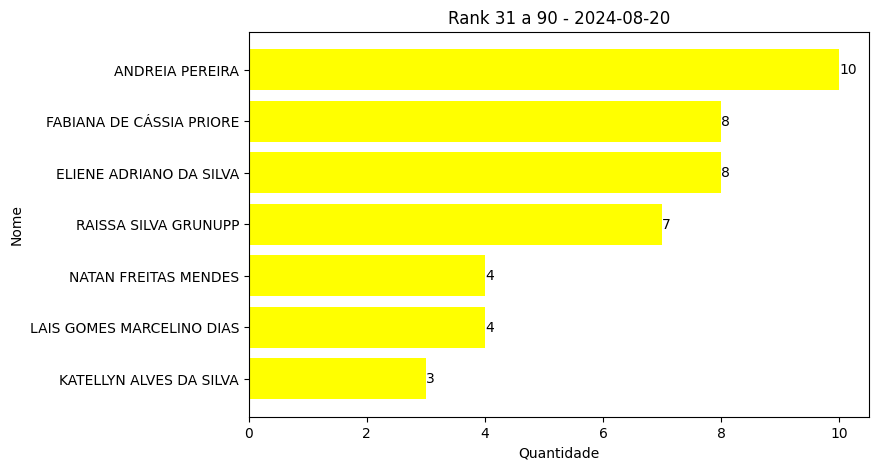 Rank 31 a 90 - 2024-08-20
Nome
ANDREIA PEREIRA 10
FABIANA DE CÁSSIA PRIORE 8
ELIENE ADRIANO DA SILVA 8
RAISSA SILVA GRUNUPP 7
NATAN FREITAS MENDES 4
LAIS GOMES MARCELINO DIAS 4
KATELLYN ALVES DA SILVA 3
0 2 4 6 8 10
Quantidade